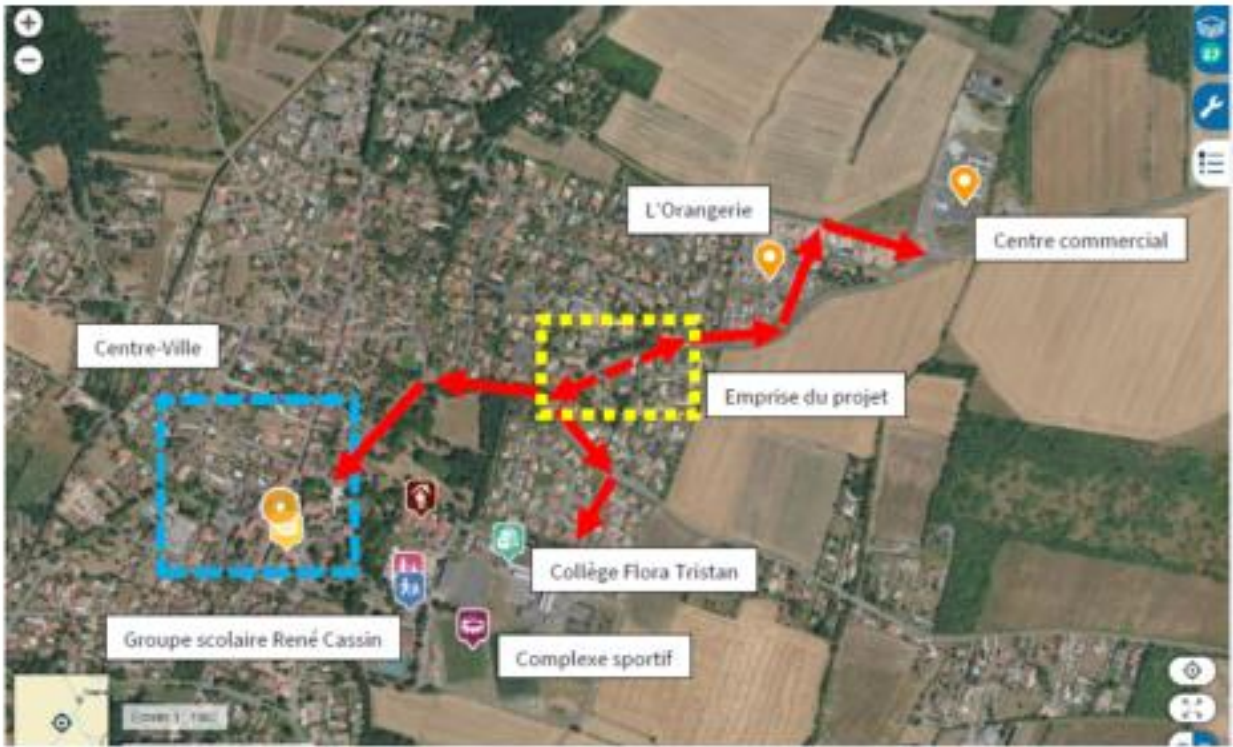 L'Orangerie
Centre commercial
Centre-Ville
Emprise du projet
Collège Flora Tristan
Groupe scolaire René Cassin
Complexe sportif